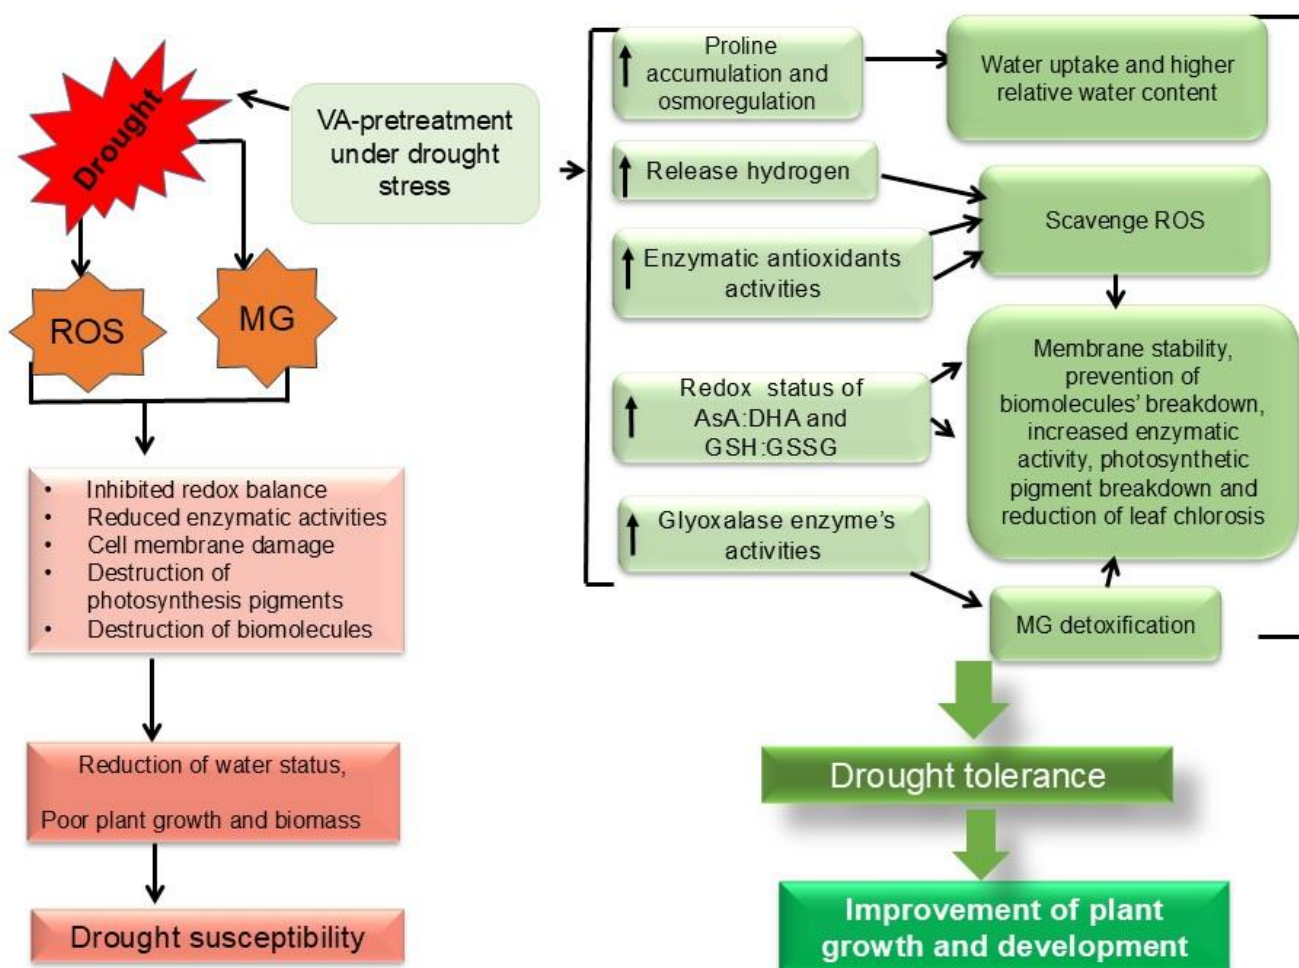 Drought
VA-pretreatment
under drought
stress
ROS
MG
• Inhibited redox balance
• Reduced enzymatic activities
• Cell membrane damage
• Destruction of
photosynthesis pigments
• Destruction of biomolecules
Reduction of water status,
Poor plant growth and biomass
Drought susceptibility
Proline
accumulation and
osmoregulation
Water uptake and higher
relative water content
Release hydrogen
Scavenge ROS
Enzymatic antioxidants
activities
Redox status of
AsA:DHA and
GSH:GSSG
Membrane stability,
prevention of
biomolecules’ breakdown,
increased enzymatic
activity, photosynthetic
pigment breakdown and
reduction of leaf chlorosis
Glyoxalase enzyme’s
activities
MG detoxification
Drought tolerance
Improvement of plant
growth and development